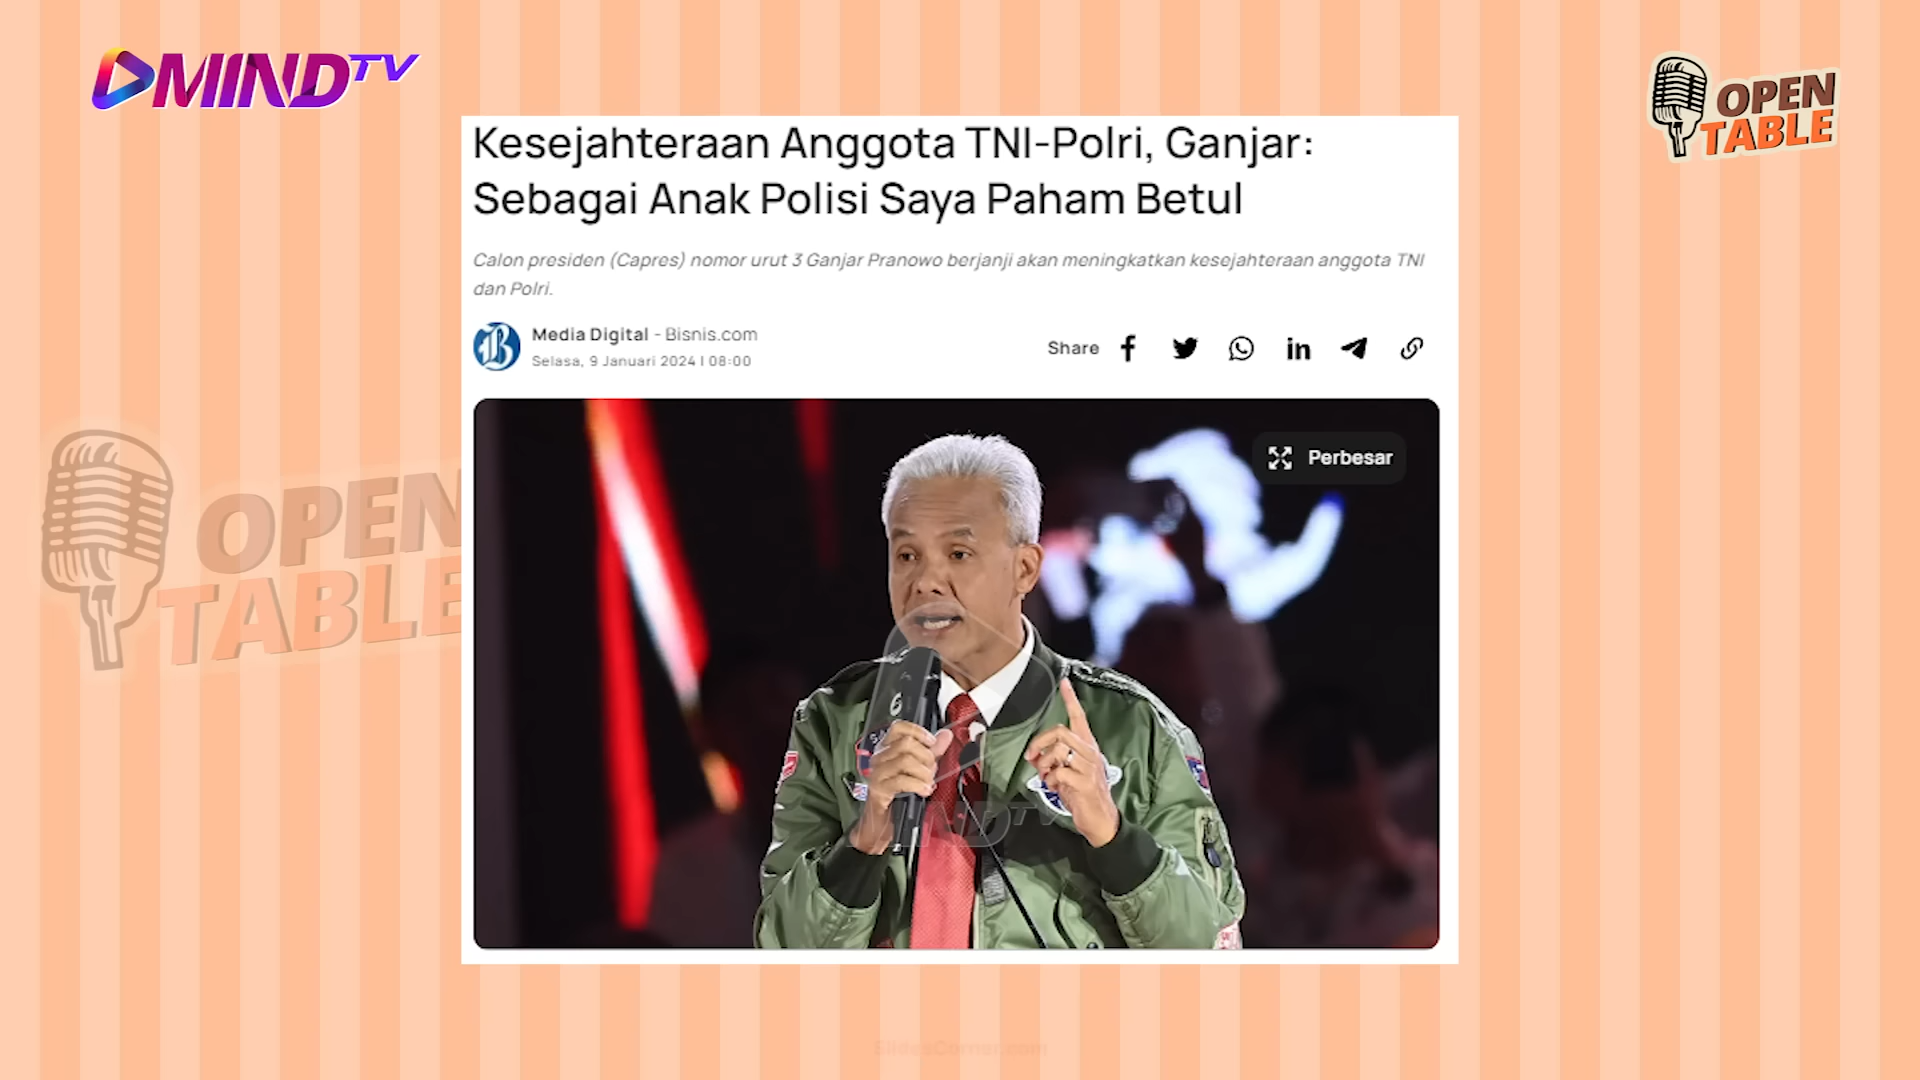 MINDTV
OPEN
TABLE
Kesejahteraan Anggota TNI-Polri, Ganjar:
Sebagai Anak Polisi Saya Paham Betul
Calon presiden (Capres) nomor urut 3 Ganjar Pranowo berjanji akan meningkatkan kesejahteraan anggota TNI
dan Polri.
Media Digital - Bisnis.com
Selasa, 9 Januari 2024 | 08:00
Share
Perbesar
OPEN
TABLE
MINDTV